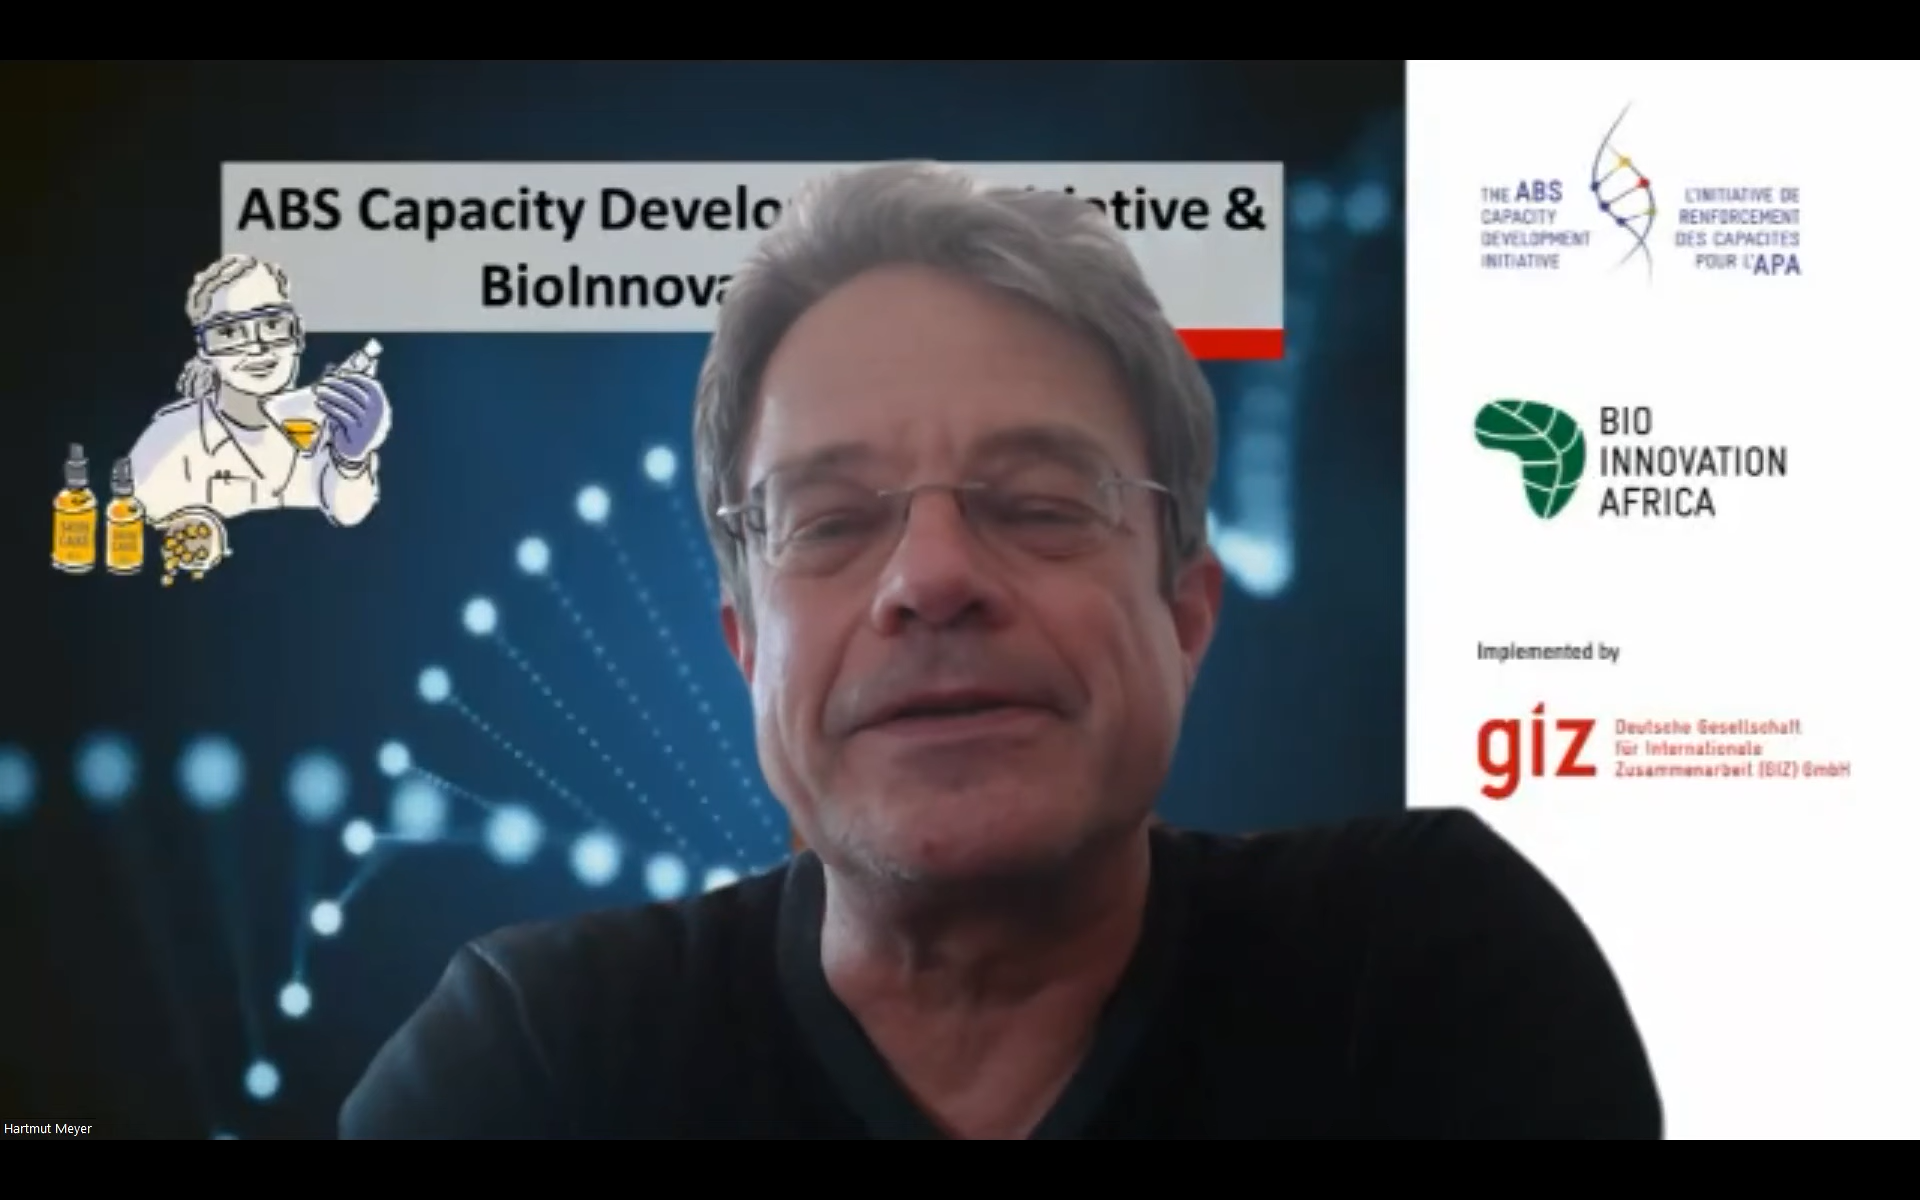 ABS Capacity Develo tiative &
BioInnova
THE ABS
CAPACITY
DEVELOPMENT
INITIATIVE
L'INITIATIVE DE
RENFORCEMENT
DES CAPACITES
POUR L'APA
BIO
INNOVATION
AFRICA
Implemented by
giz
Deutsche Gesellschaft
für Internationale
Zusammenarbeit (GIZ) GmbH
Hartmut Meyer